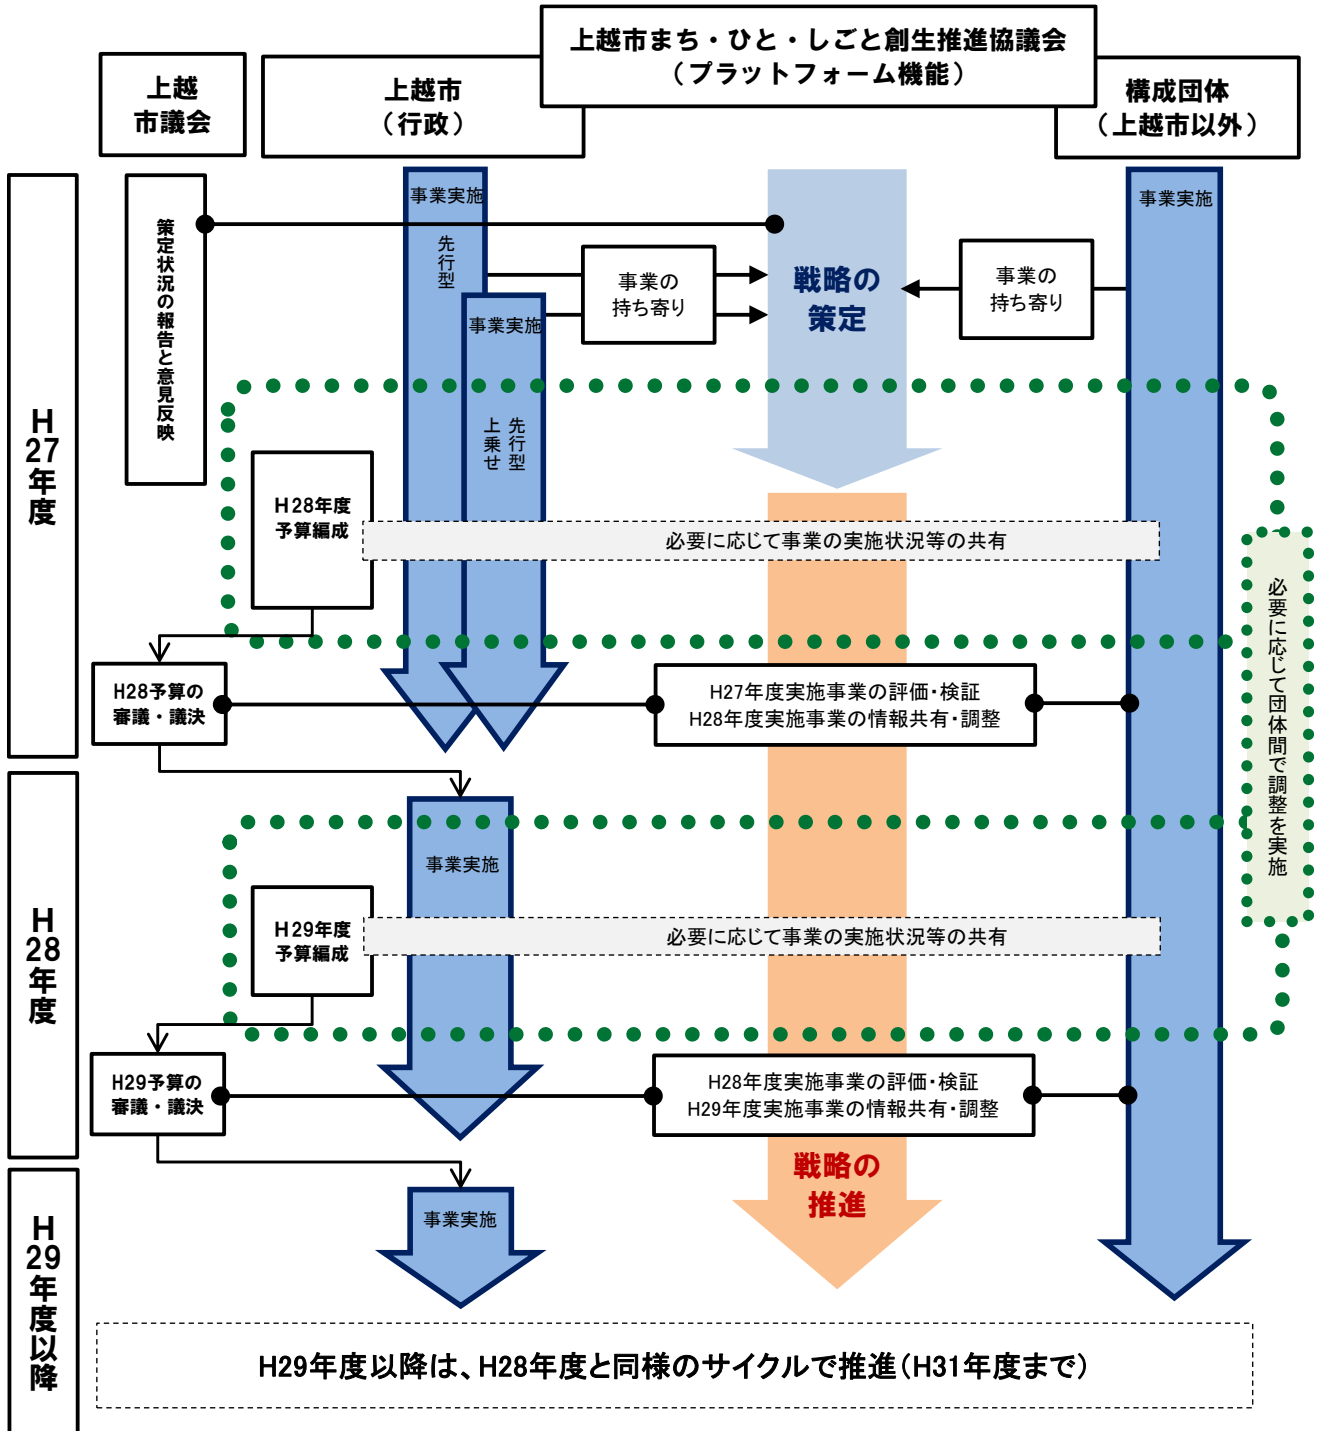 上越市まち・ひと・しごと創生推進協議会
（プラットフォーム機能）
上越
市議会
上越市
（行政）
構成団体
（上越市以外）
H27年度
策定状況の報告と意見反映
事業実施
先行型
事業実施
先行型
上乗せ
事業の
持ち寄り
戦略の
策定
事業の
持ち寄り
事業実施
H28年度
予算編成
必要に応じて事業の実施状況等の共有
必要に応じて団体間で調整を実施
H28予算の
審議・議決
H27年度実施事業の評価・検証
H28年度実施事業の情報共有・調整
H28年度
事業実施
H29年度
予算編成
必要に応じて事業の実施状況等の共有
H29予算の
審議・議決
H28年度実施事業の評価・検証
H29年度実施事業の情報共有・調整
戦略の
推進
H29年度以降
事業実施
H29年度以降は、H28年度と同様のサイクルで推進（H31年度まで）